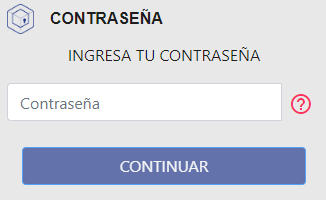 CONTRASEÑA
INGRESA TU CONTRASEÑA
Contraseña
?
CONTINUAR